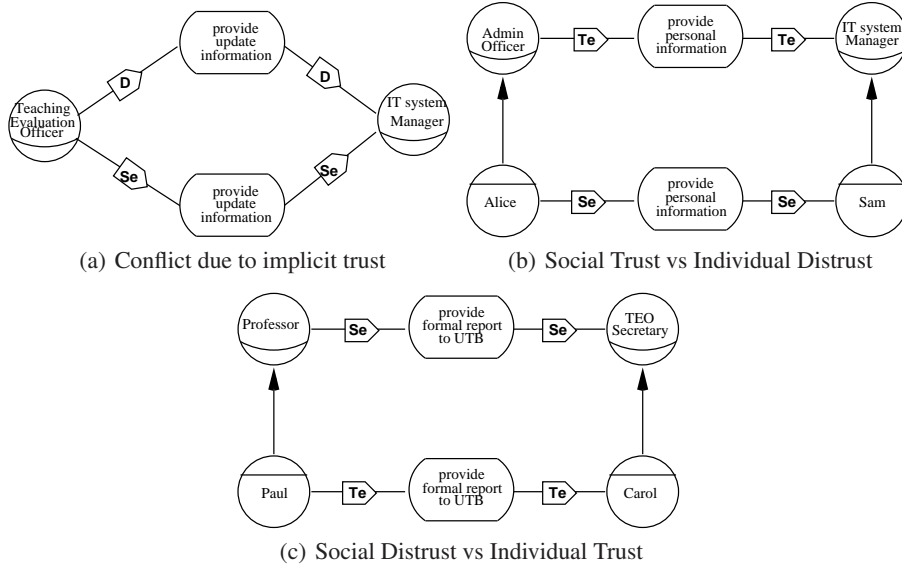 provide
update
information
D
D
Teaching
Evaluation
Officer
IT system
Manager
Se
Se
provide
update
information
(a) Conflict due to implicit trust
Admin
Officer
Te
provide
personal
information
Te
IT system
Manager
Alice
Se
provide
personal
information
Se
Sam
(b) Social Trust vs Individual Distrust
Professor
Se
provide
formal report
to UTB
Se
TEO
Secretary
Paul
Te
provide
formal report
to UTB
Te
Carol
(c) Social Distrust vs Individual Trust